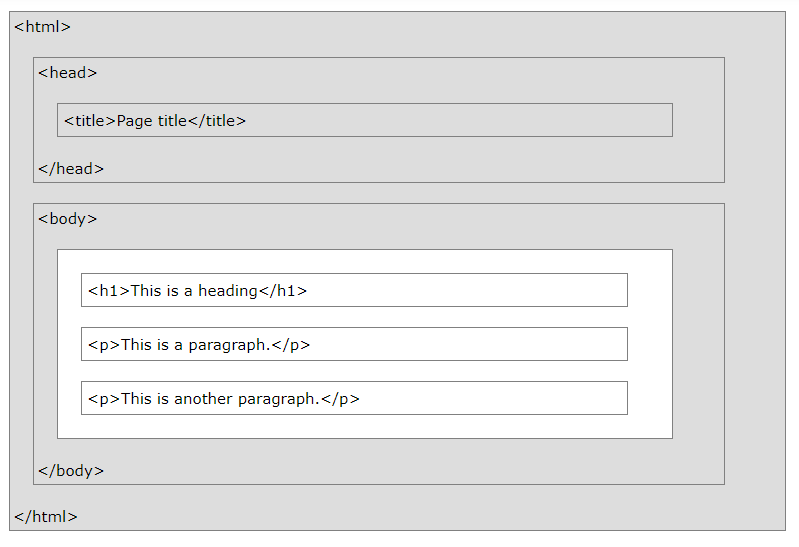 <html>
<head>
<title>Page title</title>
</head>
<body>
<h1>This is a heading</h1>
<p>This is a paragraph.</p>
<p>This is another paragraph.</p>
</body>
</html>